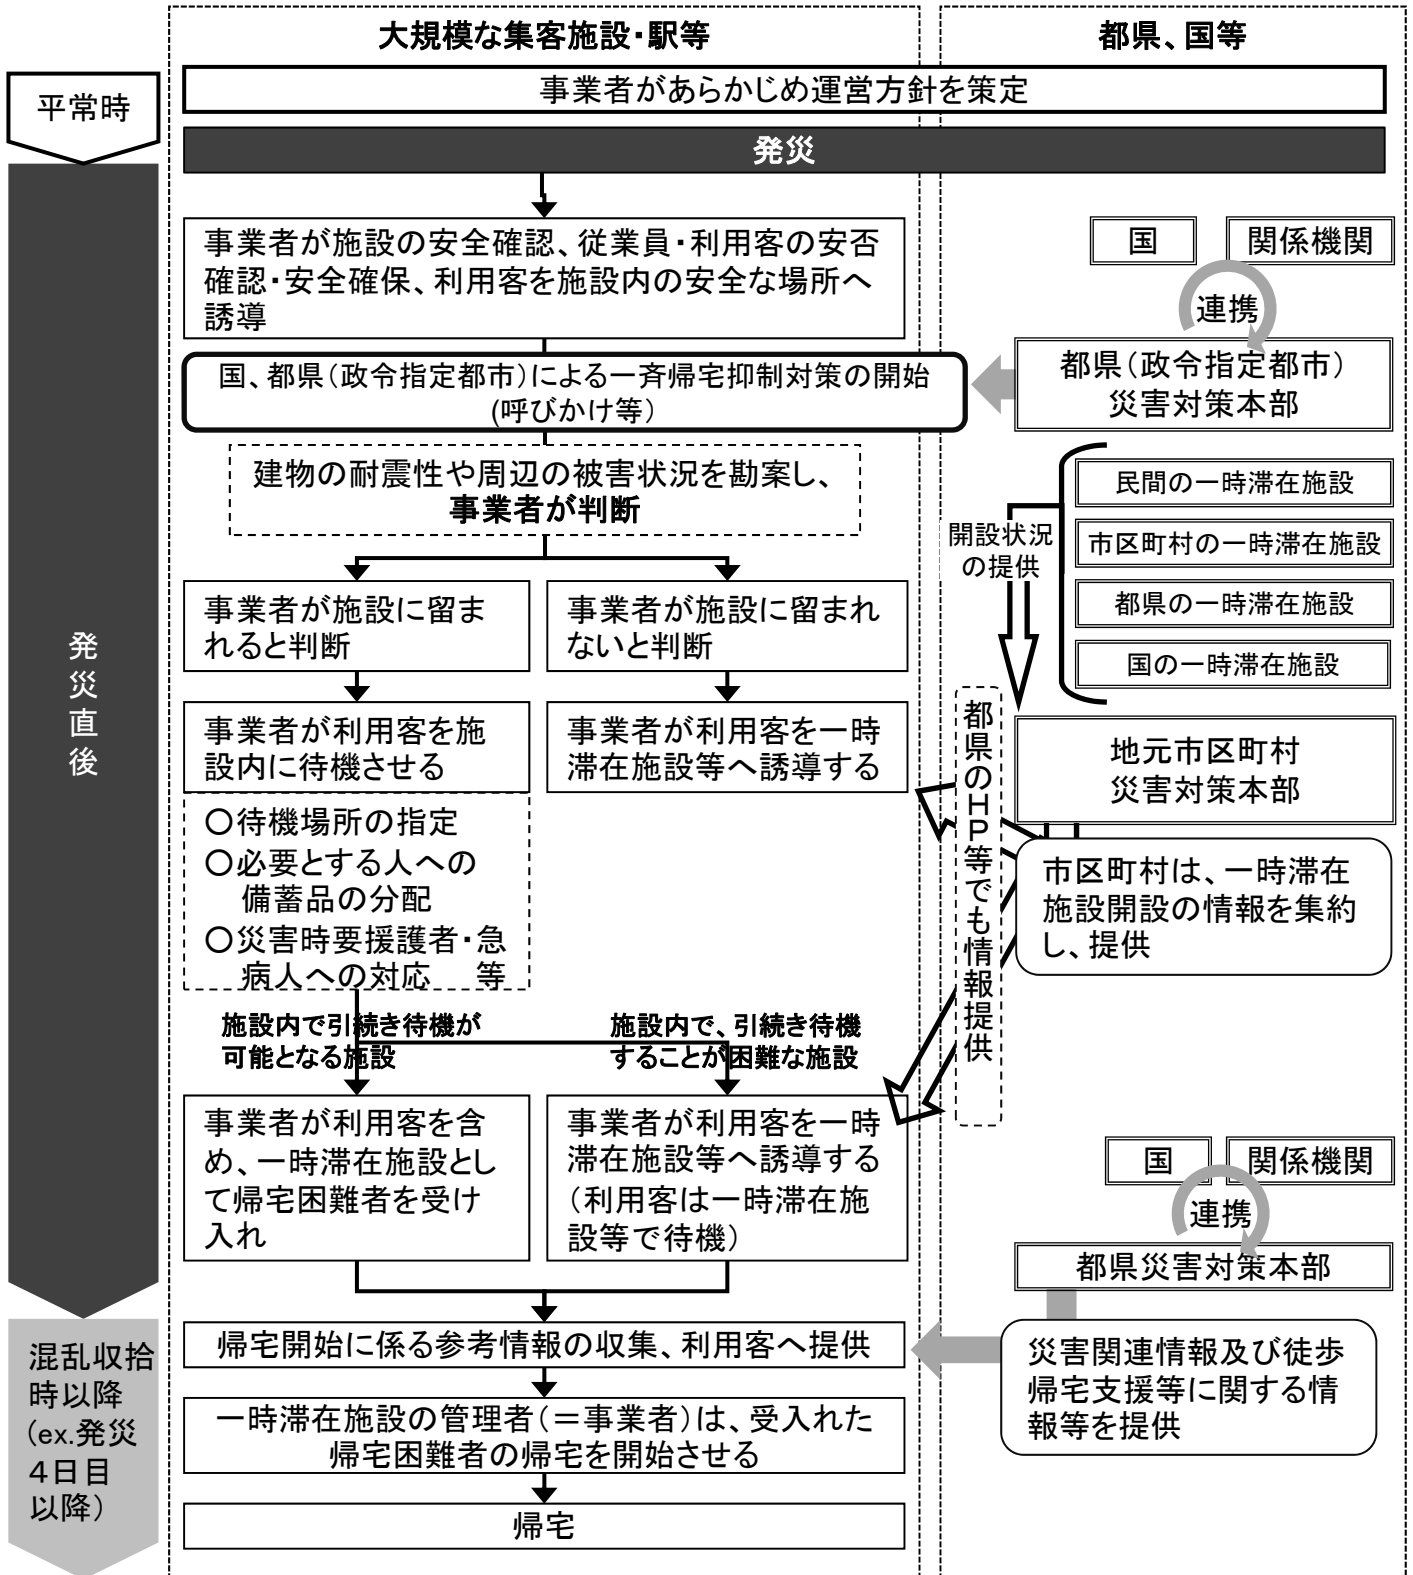 大規模な集客施設・駅等
都県、国等
平常時
事業者があらかじめ運営方針を策定
発災
発災直後
事業者が施設の安全確認、従業員・利用客の安否
確認・安全確保、利用客を施設内の安全な場所へ
誘導
国
関係機関
連携
都県（政令指定都市）
災害対策本部
国、都県（政令指定都市）による一斉帰宅抑制対策の開始
(呼びかけ等）
建物の耐震性や周辺の被害状況を勘案し、
事業者が判断
民間の一時滞在施設
市区町村の一時滞在施設
都県の一時滞在施設
国の一時滞在施設
開設状況
の提供
事業者が施設に留ま
れると判断
事業者が施設に留まれ
ないと判断
事業者が利用客を施
設内に待機させる
事業者が利用客を一時
滞在施設等へ誘導する
地元市区町村
災害対策本部
都県のＨＰ等でも情報提供
○待機場所の指定
○必要とする人への
備蓄品の分配
○災害時要援護者・急
病人への対応　等
市区町村は、一時滞在
施設開設の情報を集約
し、提供
施設内で引続き待機が
可能となる施設
施設内で、引続き待機
することが困難な施設
事業者が利用客を含
め、一時滞在施設とし
て帰宅困難者を受け
入れ
事業者が利用客を一時
滞在施設等へ誘導する
（利用客は一時滞在施
設等で待機）
国
関係機関
連携
都県災害対策本部
混乱収拾
時以降
(ex.発災
４日目
以降）
帰宅開始に係る参考情報の収集、利用客へ提供
災害関連情報及び徒歩
帰宅支援等に関する情
報等を提供
一時滞在施設の管理者（＝事業者）は、受入れた
帰宅困難者の帰宅を開始させる
帰宅